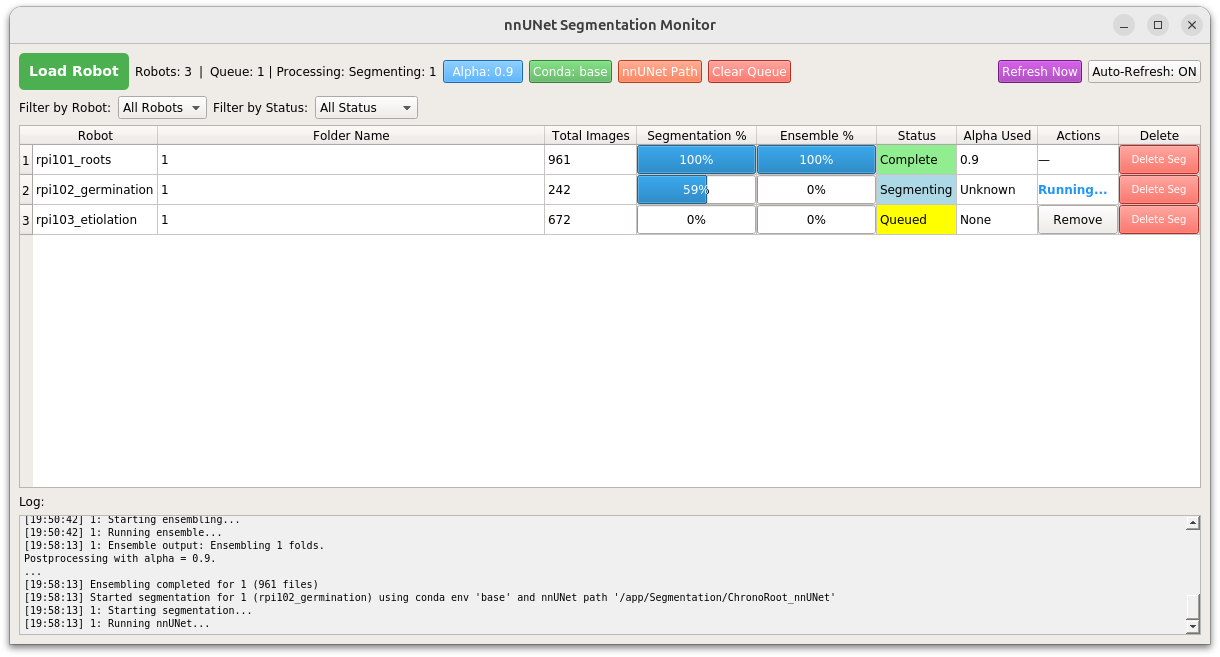 nnUNet Segmentation Monitor
Load Robot Robots: 3 | Queue: 1 | Processing: Segmenting: 1 Alpha: 0.9 Conda: base nnUNet Path Clear Queue Refresh Now Auto-Refresh: ON
Filter by Robot: All Robots Filter by Status: All Status
Robot Folder Name Total Images Segmentation % Ensemble % Status Alpha Used Actions Delete
1 rpi101_roots 1 961 100% 100% Complete 0.9 — Delete Seg
2 rpi102_germination 1 242 59% 0% Segmenting Unknown Running... Delete Seg
3 rpi103_etiolation 1 672 0% 0% Queued None Remove Delete Seg
Log:
[19:50:42] 1: Starting ensembling...
[19:50:42] 1: Running ensemble...
[19:58:13] 1: Ensemble output: Ensembling 1 folds.
Postprocessing with alpha = 0.9.
...
[19:58:13] Ensembling completed for 1 (961 files)
[19:58:13] Started segmentation for 1 (rpi102_germination) using conda env 'base' and nnUNet path '/app/Segmentation/ChronoRoot_nnUNet'
[19:58:13] 1: Starting segmentation...
[19:58:13] 1: Running nnUNet...